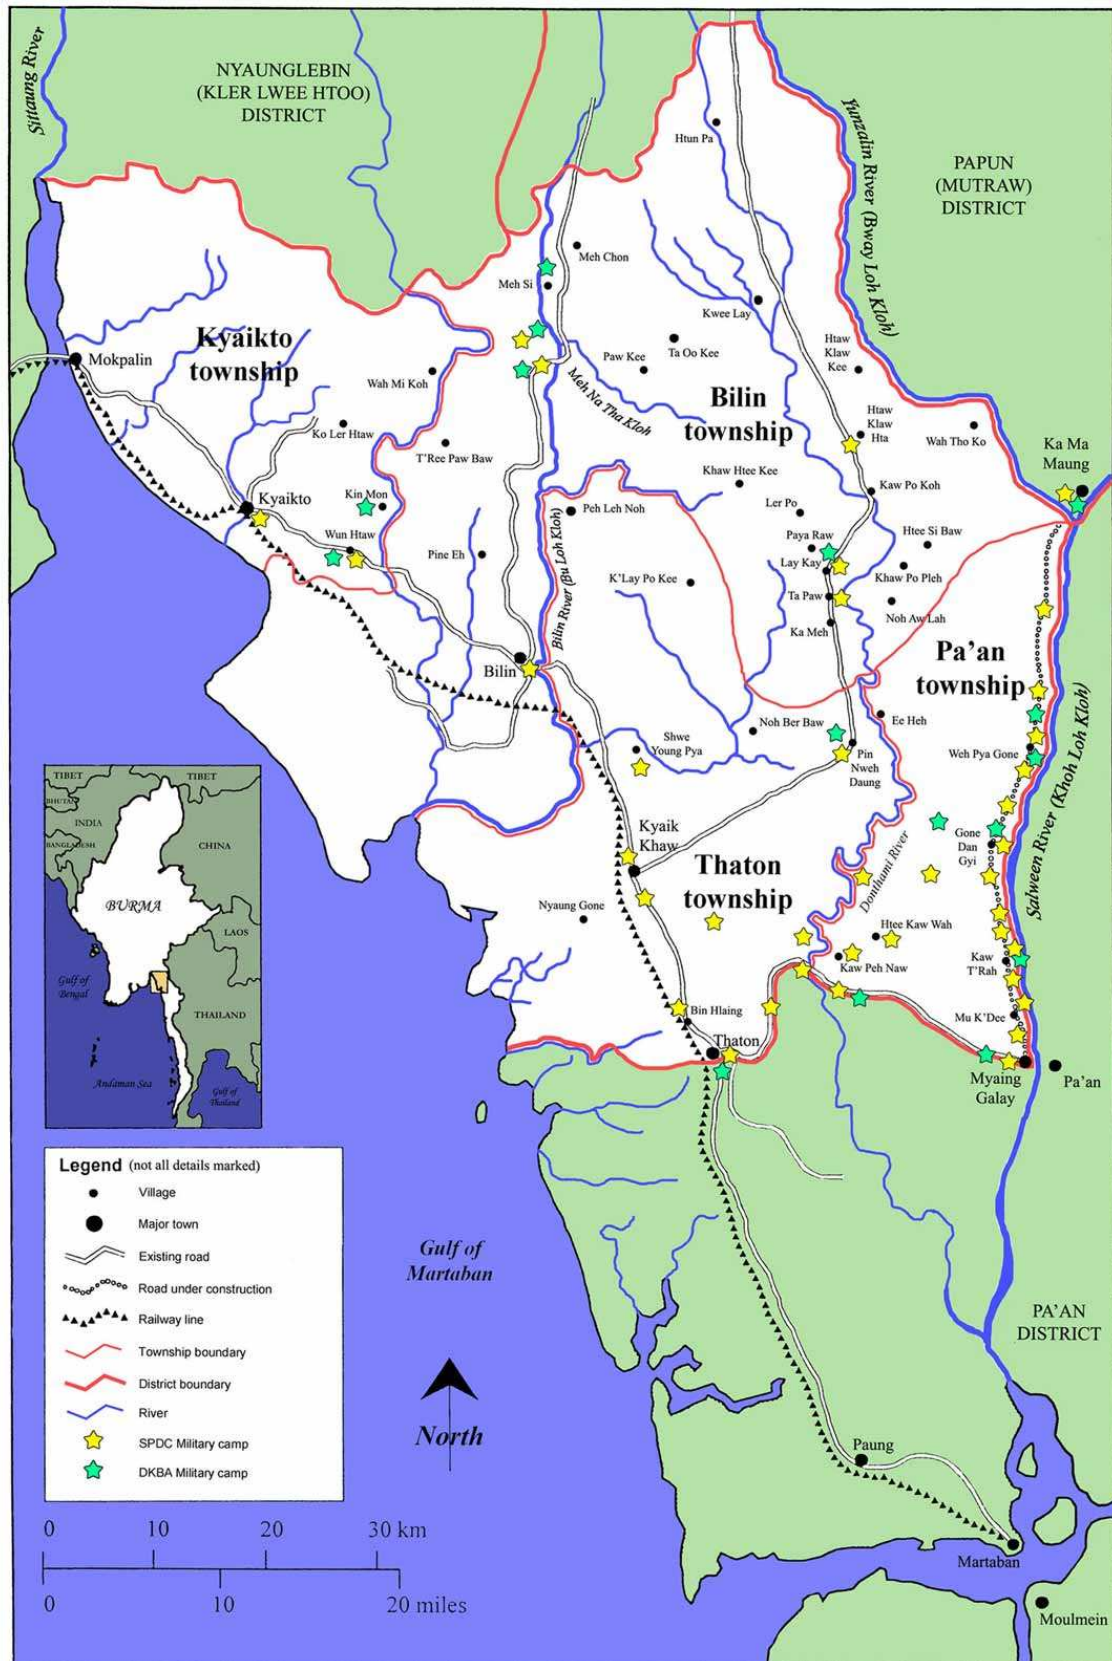 Sittaung River
NYAUNGLEBIN
(KLER LWEE HTOO)
DISTRICT
Yunzalin River (Bway Loh Kloh)
PAPUN
(MUTRAW)
DISTRICT
Htun Pa
Meh Chon
Meh Si
Kwee Lay
Kyaikto
township
Mokpalin
Ta Oo Kee
Paw Kee
Wah Mi Koh
Meh Na Tha Kloh
Bilin
township
Htaw
Klaw
Kee
Htaw
Klaw
Hta
Wah Tho Ko
Ka Ma
Maung
Ko Ler Htaw
T'Ree Paw Baw
Khaw Htee Kee
Kaw Po Koh
Kyaikto
Kin Mon
Peh Leh Noh
Ler Po
Wun Htaw
Pine Eh
Paya Raw
Htee Si Baw
Lay Kay
Khaw Po Pleh
K'Lay Po Kee
Bilin River (Bu Loh Kloh)
Ta Paw
Noh Aw Lah
Ka Meh
Pa'an
township
Bilin
Ee Heh
Noh Ber Baw
Shwe
Young Pya
Pin
Nweh
Daung
Weh Pya Gone
Salween River (Khoh Loh Kloh)
Kyaik
Khaw
Gone
Dan
Gyi
Thaton
township
Donthami River
Nyaung Gone
Htee Kaw Wah
Kaw Peh Naw
Kaw
T'Rah
Bin Hlaing
Mu K'Dee
Thaton
Myaing
Galay
Pa'an
TIBET
TIBET
BHUTAN
INDIA
BANGLADESH
CHINA
BURMA
LAOS
Gulf of
Bengal
THAILAND
Andaman Sea
Gulf of
Thailand
Legend (not all details marked)
Village
Major town
Existing road
Road under construction
Railway line
Township boundary
District boundary
River
SPDC Military camp
DKBA Military camp
Gulf of
Martaban
North
PA'AN
DISTRICT
Paung
Martaban
Moulmein
0 10 20 30 km
0 10 20 miles